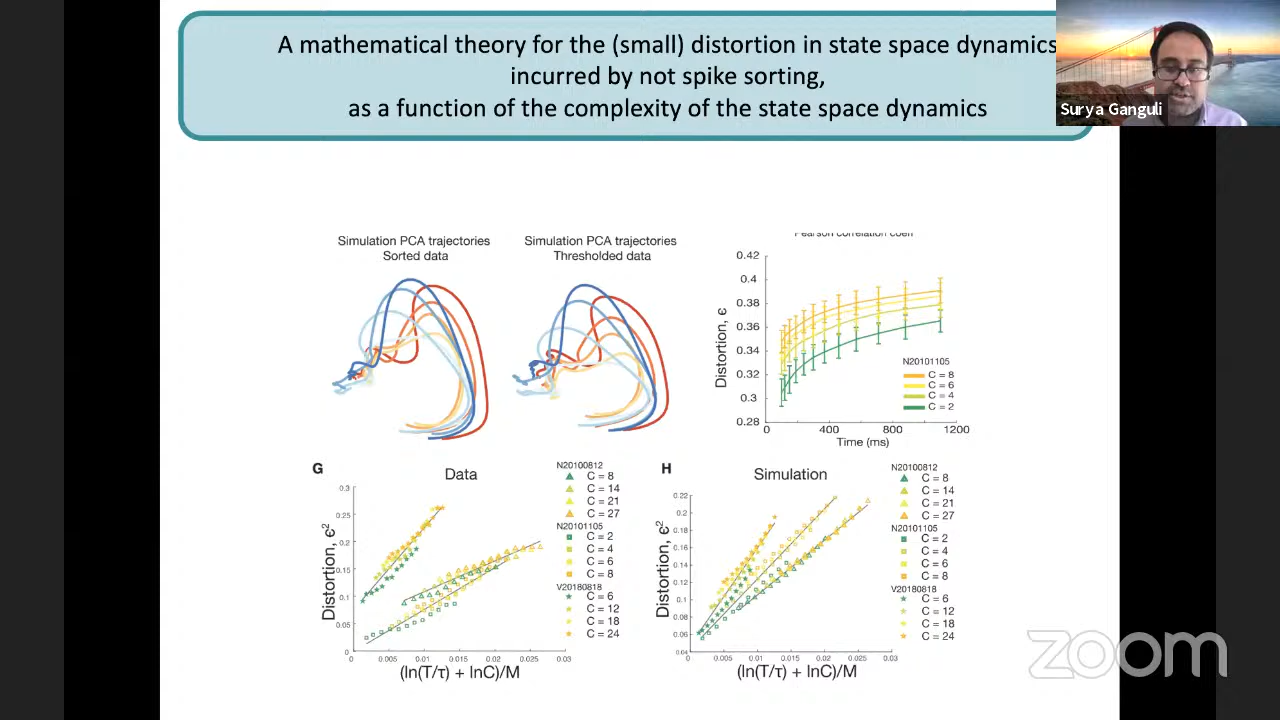 A mathematical theory for the (small) distortion in state space dynamics
incurred by not spike sorting,
as a function of the complexity of the state space dynamics
Surya Ganguli
Simulation PCA trajectories
Sorted data
Simulation PCA trajectories
Thresholded data
Pearson correlation coeff
Distortion, ϵ
0.42
0.4
0.38
0.36
0.34
0.32
0.3
0.28
0
400
800
1200
Time (ms)
N20101105
C = 8
C = 6
C = 4
C = 2
G
Data
Distortion, ϵ²
0.3
0.25
0.2
0.15
0.1
0.05
0
0.005
0.01
0.015
0.02
0.025
0.03
(ln(T/τ) + lnC)/M
N20100812
C = 8
C = 14
C = 21
C = 27
N20101105
C = 2
C = 4
C = 6
C = 8
V20180818
C = 6
C = 12
C = 18
C = 24
H
Simulation
Distortion, ϵ²
0.22
0.2
0.18
0.16
0.14
0.12
0.1
0.08
0.06
0.04
0
0.005
0.01
0.015
0.02
0.025
0.03
(ln(T/τ) + lnC)/M
N20100812
C = 8
C = 14
C = 21
C = 27
N20101105
C = 2
C = 4
C = 6
C = 8
V20180818
C = 6
C = 12
C = 18
C = 24
zoom